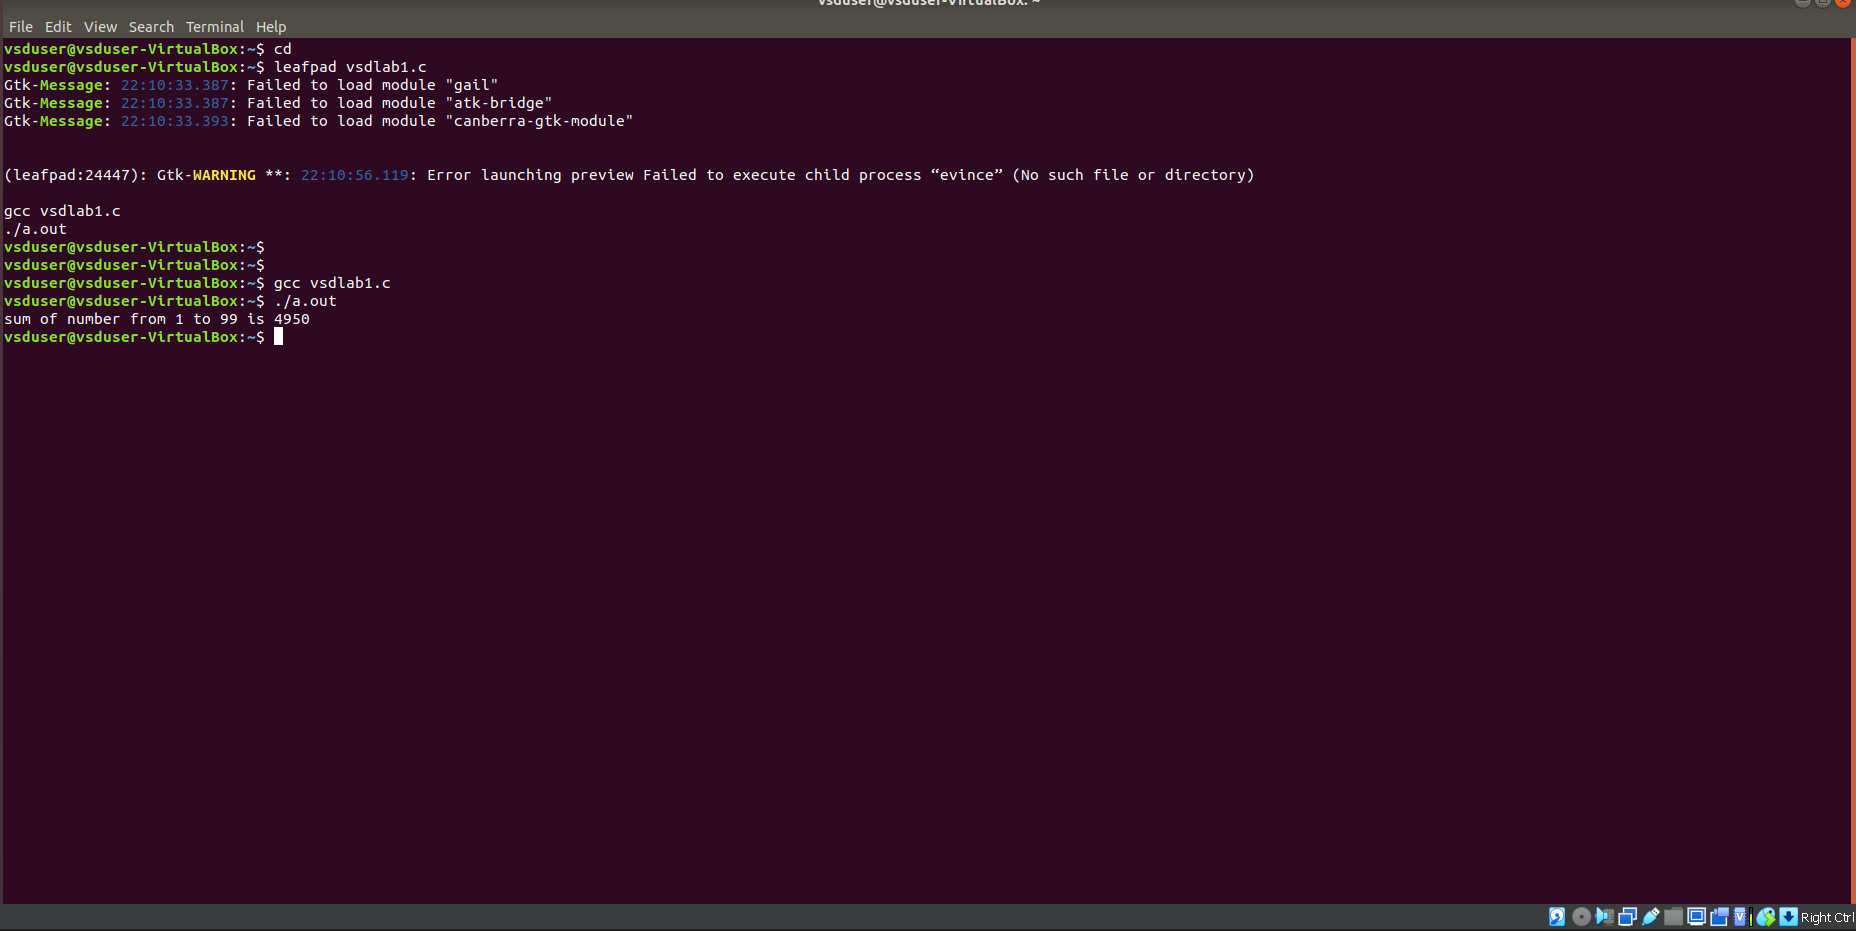 vsduser@vsduser-VirtualBox: ~
File Edit View Search Terminal Help
vsduser@vsduser-VirtualBox:~$ cd
vsduser@vsduser-VirtualBox:~$ leafpad vsdlab1.c
Gtk-Message: 22:10:33.387: Failed to load module "gail"
Gtk-Message: 22:10:33.387: Failed to load module "atk-bridge"
Gtk-Message: 22:10:33.393: Failed to load module "canberra-gtk-module"
(leafpad:24447): Gtk-WARNING **: 22:10:56.119: Error launching preview Failed to execute child process “evince” (No such file or directory)
gcc vsdlab1.c
./a.out
vsduser@vsduser-VirtualBox:~$
vsduser@vsduser-VirtualBox:~$
vsduser@vsduser-VirtualBox:~$ gcc vsdlab1.c
vsduser@vsduser-VirtualBox:~$ ./a.out
sum of number from 1 to 99 is 4950
vsduser@vsduser-VirtualBox:~$
Right Ctrl